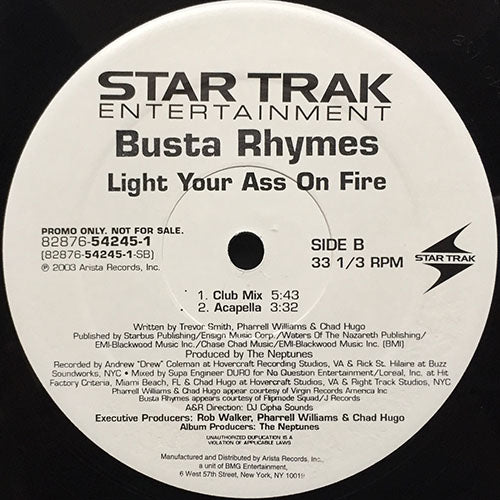 STAR TRAK
ENTERTAINMENT
Busta Rhymes
Light Your Ass On Fire
PROMO ONLY. NOT FOR SALE.
82876-54245-1
(82876-54245-1-SB)
℗ 2003 Arista Records, Inc.
SIDE B
33 1/3 RPM
STAR TRAK
1. Club Mix 5:43
2. Acapella 3:32
Written by Trevor Smith, Pharrell Williams & Chad Hugo
Published by Starbus Publishing/Ensign Music Corp./Waters Of The Nazareth Publishing/
EMI-Blackwood Music Inc./Chase Chad Music/EMI-Blackwood Music Inc. (BMI)
Produced by The Neptunes
Recorded by Andrew "Drew" Coleman at Hovercraft Recording Studios, VA & Rick St. Hilaire at Buzz
Soundworks, NYC • Mixed by Supa Engineer DURO for No Question Entertainment/Loreal, Inc. at Hit
Factory Criteria, Miami Beach, FL & Chad Hugo at Hovercraft Studios, VA & Right Track Studios, NYC
Pharrell Williams & Chad Hugo appear courtesy of Virgin Records America Inc.
Busta Rhymes appears courtesy of Flipmode Squad/J Records
A&R Direction: DJ Cipha Sounds
Executive Producers: Rob Walker, Pharrell Williams & Chad Hugo
Album Producers: The Neptunes
UNAUTHORIZED DUPLICATION IS A
VIOLATION OF APPLICABLE LAWS
Manufactured and Distributed by Arista Records, Inc.,
a unit of BMG Entertainment,
6 West 57th Street, New York, NY 10019